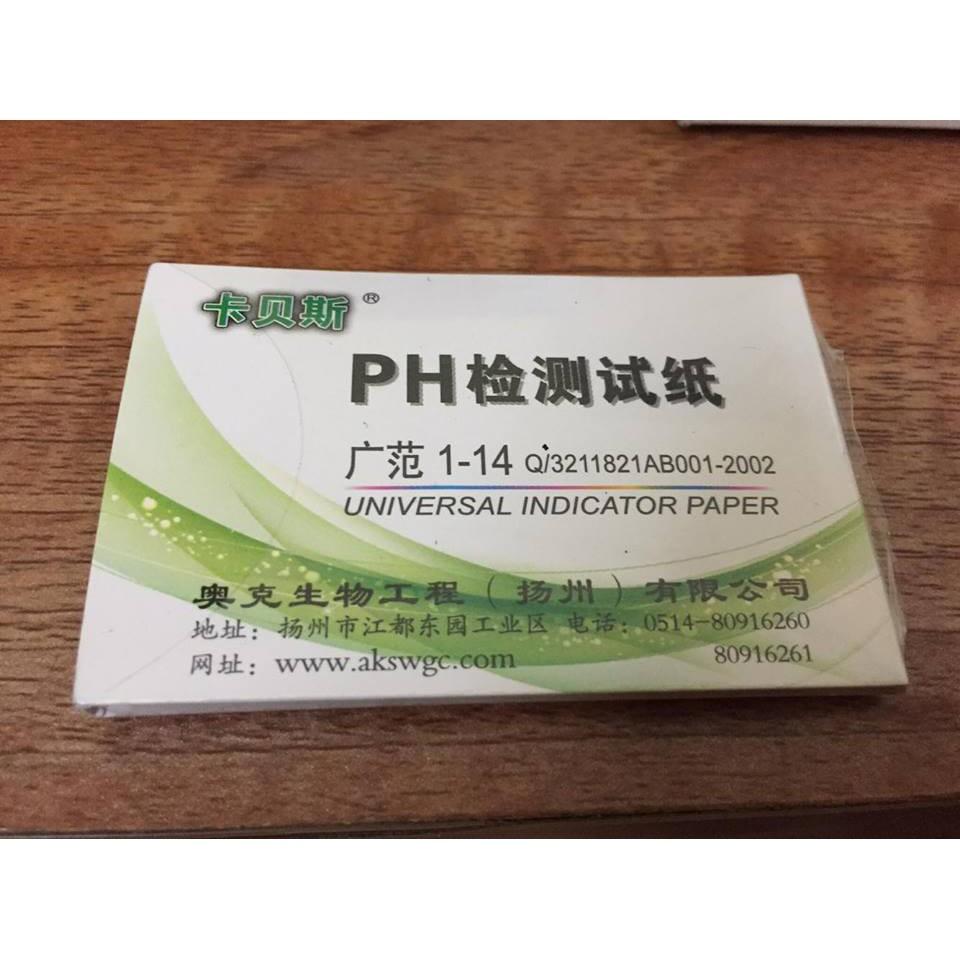 卡贝斯®
PH检测试纸
广范 1-14 Q/3211821AB001-2002
UNIVERSAL INDICATOR PAPER
奥克生物工程（扬州）有限公司
地址：扬州市江都东园工业区 电话：0514-80916260
网址：www.akswgc.com 80916261